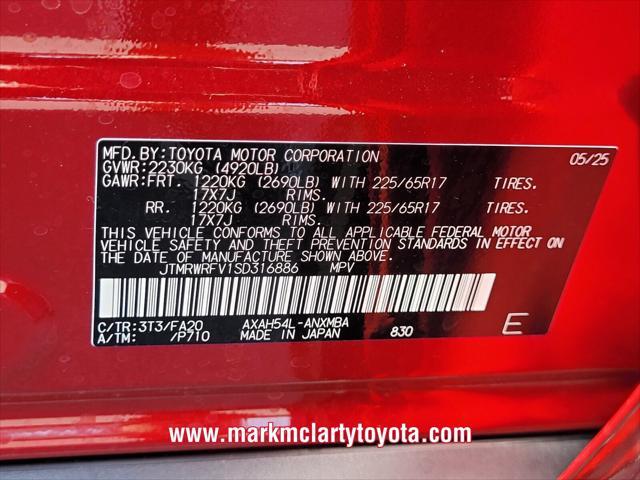 MFD. BY: TOYOTA MOTOR CORPORATION 05/25
GVWR: 2230KG (4920LB)
GAWR: FRT. 1220KG (2690LB) WITH 225/65R17 TIRES.
17X7J RIMS.
RR. 1220KG (2690LB) WITH 225/65R17 TIRES.
17X7J RIMS.
THIS VEHICLE CONFORMS TO ALL APPLICABLE FEDERAL MOTOR
VEHICLE SAFETY AND THEFT PREVENTION STANDARDS IN EFFECT ON
THE DATE OF MANUFACTURE SHOWN ABOVE.
JTMRWRFV1SD316886 MPV
C/TR: 3T3/FA20 AXAH54L-ANXMBA
A/TM: /P710 MADE IN JAPAN 830 E
www.markmclartytoyota.com